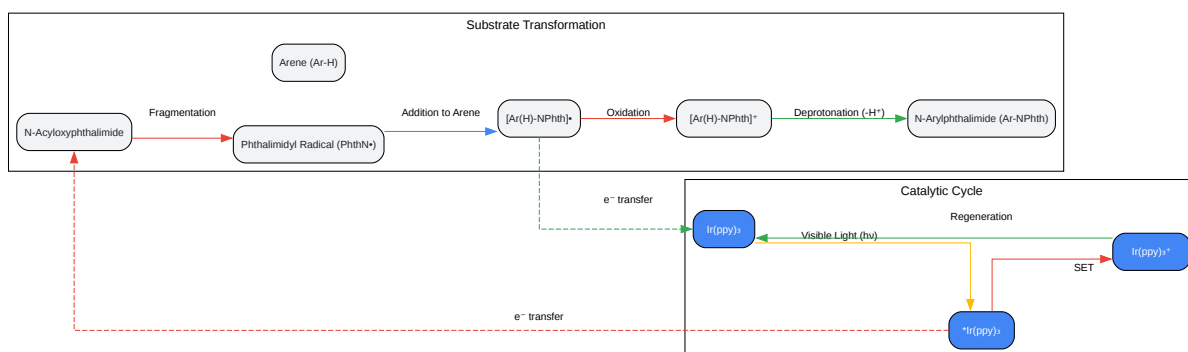 Substrate Transformation
Arene (Ar-H)
N-Acyloxyphthalimide
Fragmentation
Phthalimidyl Radical (PhthN•)
Addition to Arene
[Ar(H)-NPhth]•
Oxidation
[Ar(H)-NPhth]⁺
Deprotonation (-H⁺)
N-Arylphthalimide (Ar-NPhth)
Catalytic Cycle
e⁻ transfer
Ir(ppy)₃
Regeneration
Visible Light (hν)
Ir(ppy)₃⁺
SET
e⁻ transfer
*Ir(ppy)₃